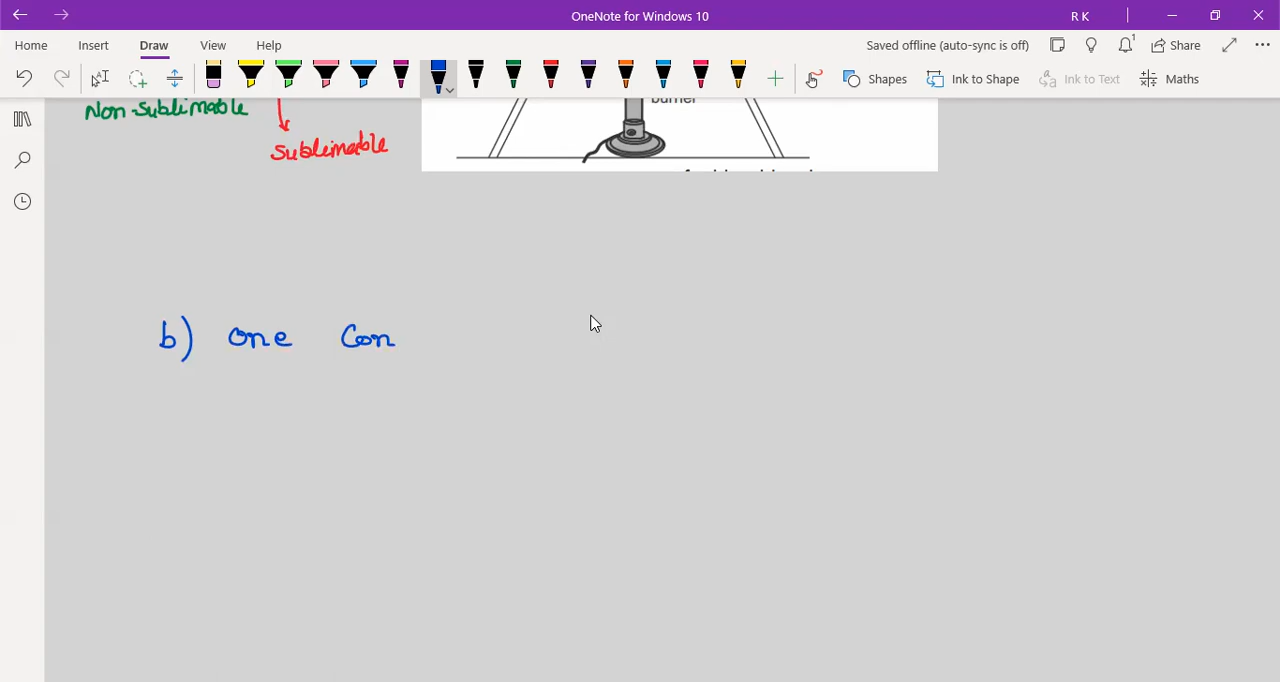 OneNote for Windows 10
R K
Home Insert Draw View Help
Saved offline (auto-sync is off)
Share
Shapes
Ink to Shape
Ink to Text
Maths
Non-Sublimable
burner
Sublimable
b) One Con